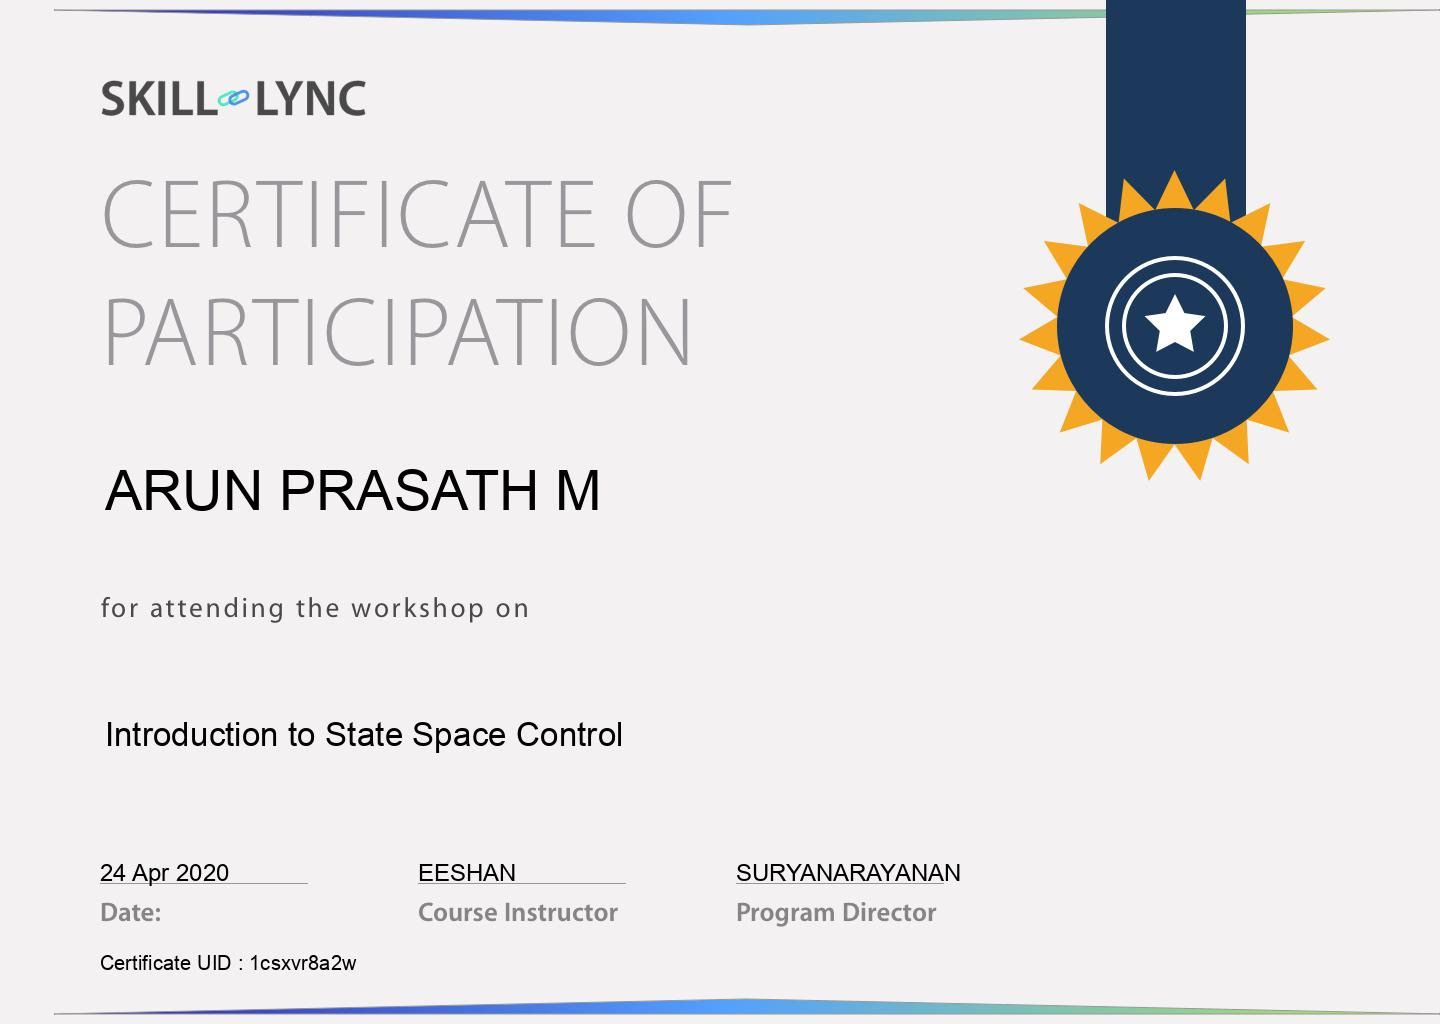 SKILL LYNC
CERTIFICATE OF
PARTICIPATION
ARUN PRASATH M
for attending the workshop on
Introduction to State Space Control
24 Apr 2020 EESHAN SURYANARAYANAN
Date: Course Instructor Program Director
Certificate UID : 1csxvr8a2w